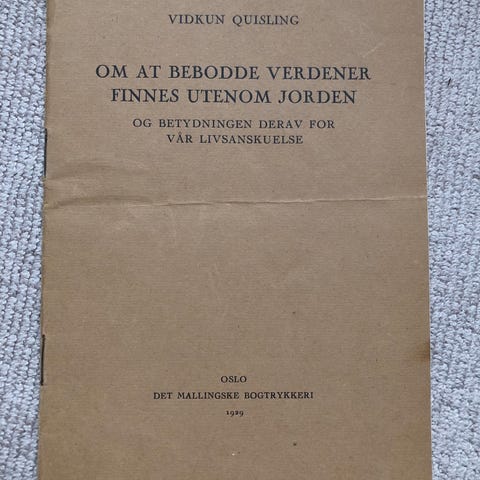 VIDKUN QUISLING
OM AT BEBODDE VERDENER
FINNES UTENOM JORDEN
OG BETYDNINGEN DERAV FOR
VÅR LIVSANSKUELSE
OSLO
DET MALLINGSKE BOGTRYKKERI
1929